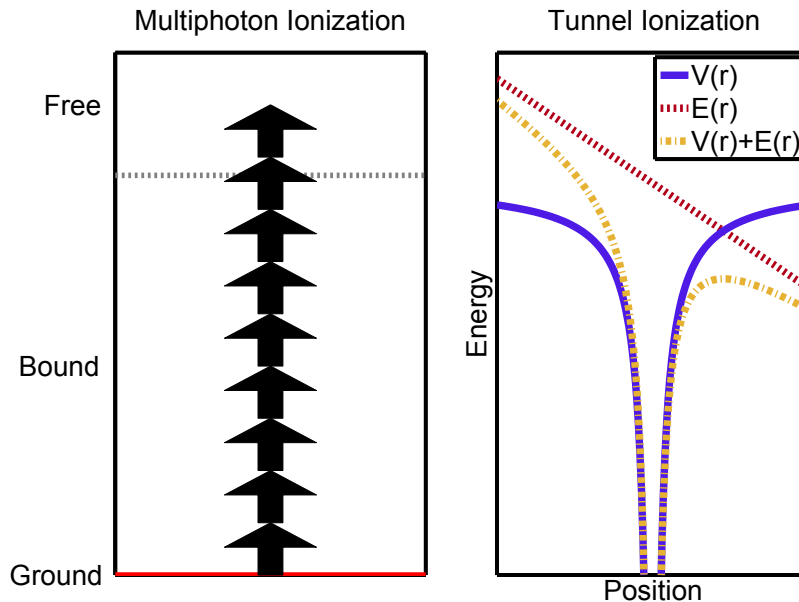 Multiphoton Ionization
Free
Bound
Ground
Tunnel Ionization
V(r)
E(r)
V(r)+E(r)
Energy
Position